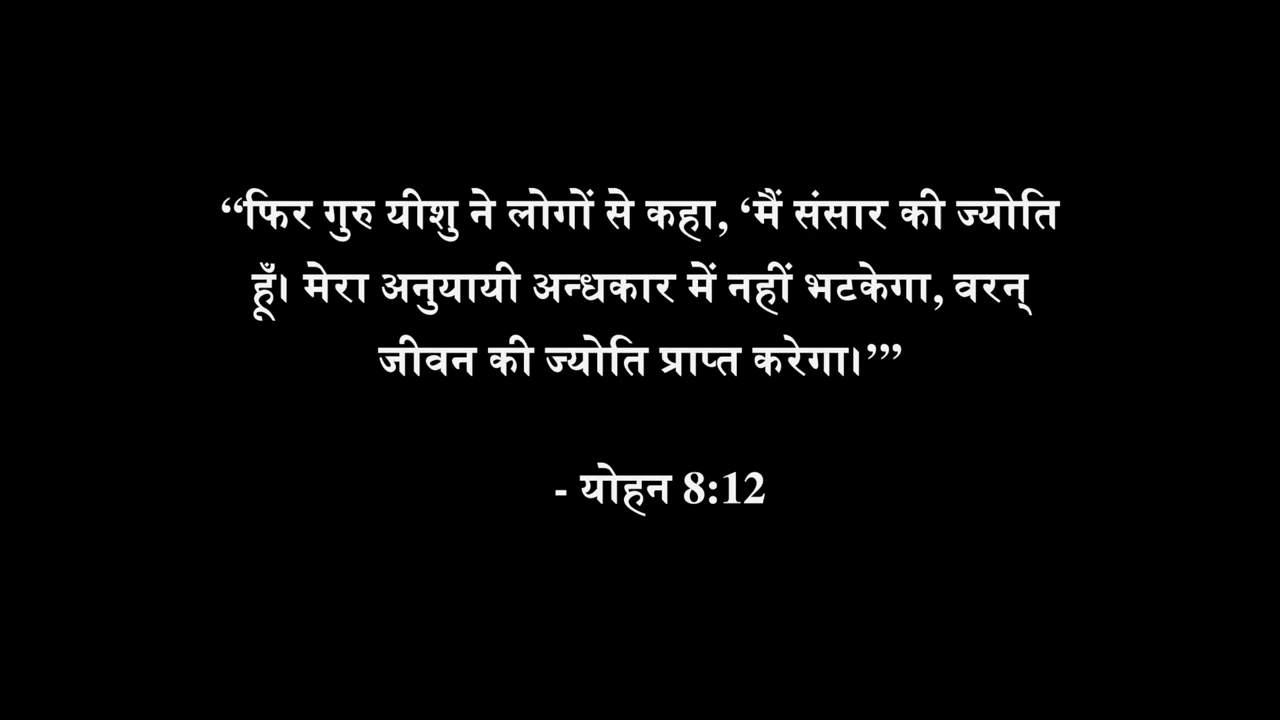 “फिर गुरु यीशु ने लोगों से कहा, ‘मैं संसार की ज्योति
हूँ। मेरा अनुयायी अन्धकार में नहीं भटकेगा, वरन्
जीवन की ज्योति प्राप्त करेगा।’”
- योहन 8:12